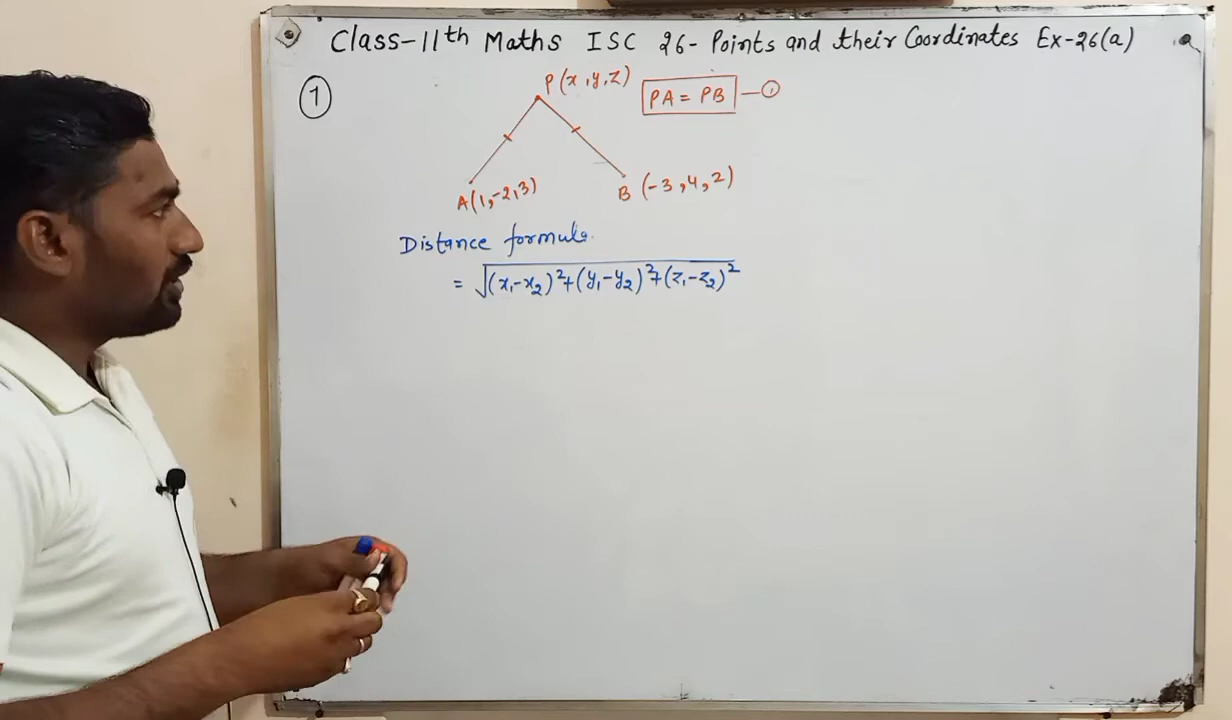 Class-11th Maths ISC 26- Points and their Coordinates Ex-26(a)
1
P(x,y,z) PA = PB —①
A(1,-2,3) B (-3,4,2)
Distance formula.
= √(x₁-x₂)²+(y₁-y₂)²+(z₁-z₂)²